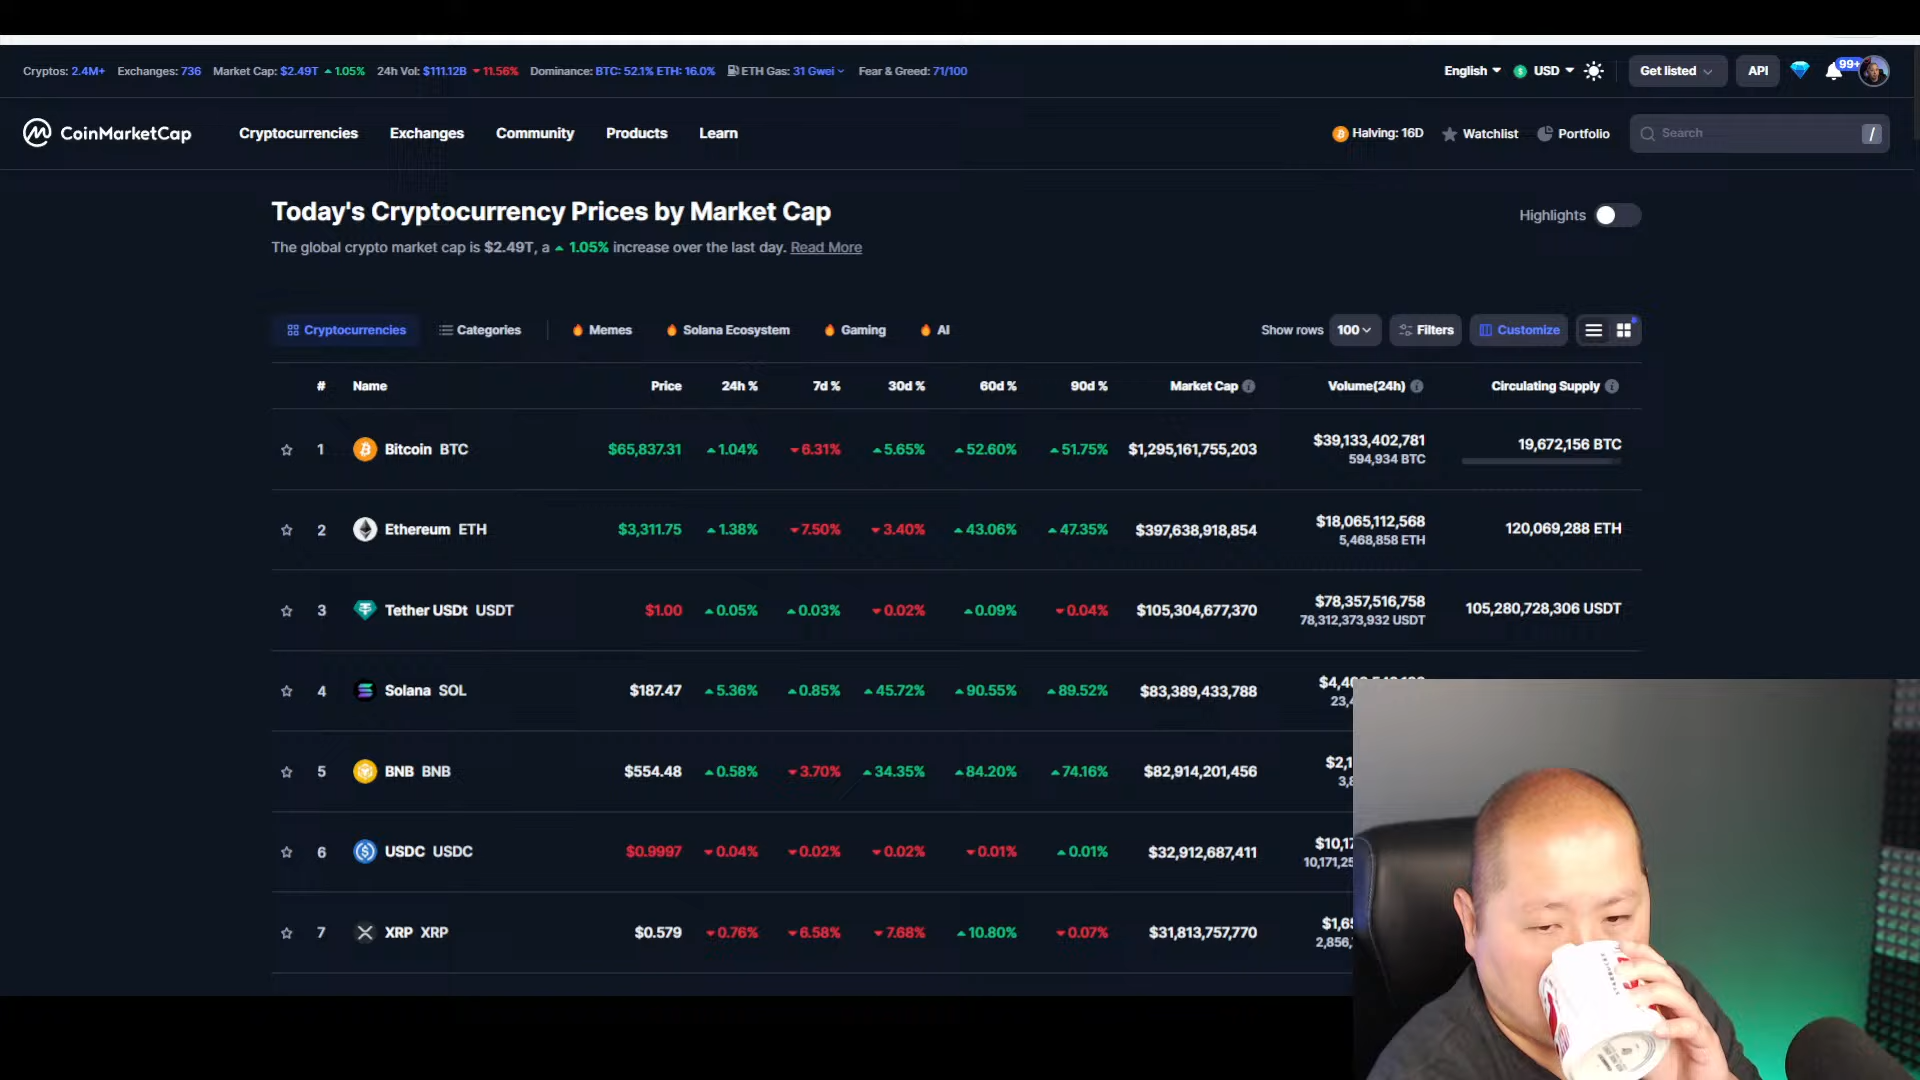 Cryptos: 2.4M+ Exchanges: 736 Market Cap: $2.49T 1.05% 24h Vol: $111.12B 11.56% Dominance: BTC: 52.1% ETH: 16.0% ETH Gas: 31 Gwei Fear & Greed: 71/100 English USD Get listed API 99+
CoinMarketCap Cryptocurrencies Exchanges Community Products Learn Halving: 16D Watchlist Portfolio Search /
Today's Cryptocurrency Prices by Market Cap Highlights
The global crypto market cap is $2.49T, a 1.05% increase over the last day. Read More
Cryptocurrencies Categories Memes Solana Ecosystem Gaming AI Show rows 100 Filters Customize
# Name Price 24h % 7d % 30d % 60d % 90d % Market Cap Volume(24h) Circulating Supply
1 Bitcoin BTC $65,837.31 1.04% 6.31% 5.65% 52.60% 51.75% $1,295,161,755,203 $39,133,402,781 19,672,156 BTC
594,934 BTC
2 Ethereum ETH $3,311.75 1.38% 7.50% 3.40% 43.06% 47.35% $397,638,918,854 $18,065,112,568 120,069,288 ETH
5,468,858 ETH
3 Tether USDt USDT $1.00 0.05% 0.03% 0.02% 0.09% 0.04% $105,304,677,370 $78,357,516,758 105,280,728,306 USDT
78,312,373,932 USDT
4 Solana SOL $187.47 5.36% 0.85% 45.72% 90.55% 89.52% $83,389,433,788
5 BNB BNB $554.48 0.58% 3.70% 34.35% 84.20% 74.16% $82,914,201,456
6 USDC USDC $0.9997 0.04% 0.02% 0.02% 0.01% 0.01% $32,912,687,411
7 XRP XRP $0.579 0.76% 6.58% 7.68% 10.80% 0.07% $31,813,757,770